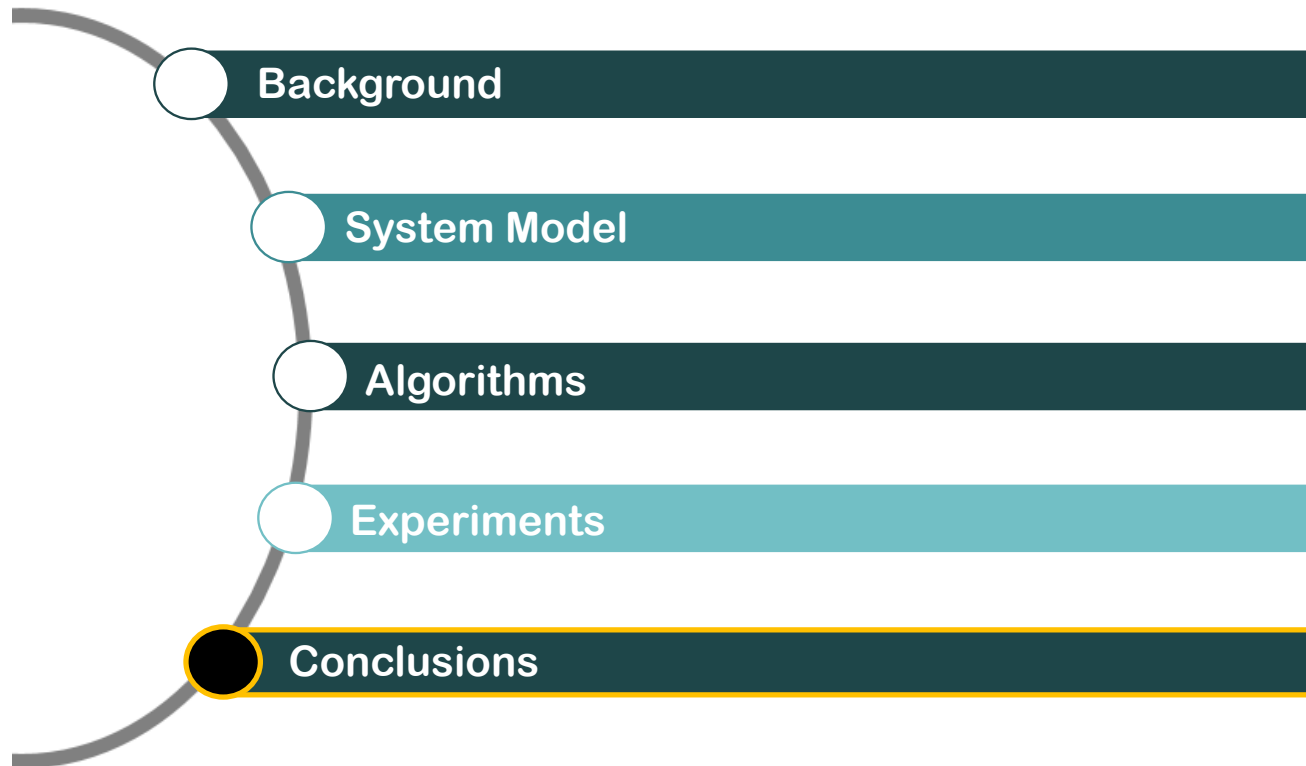 Background
System Model
Algorithms
Experiments
Conclusions